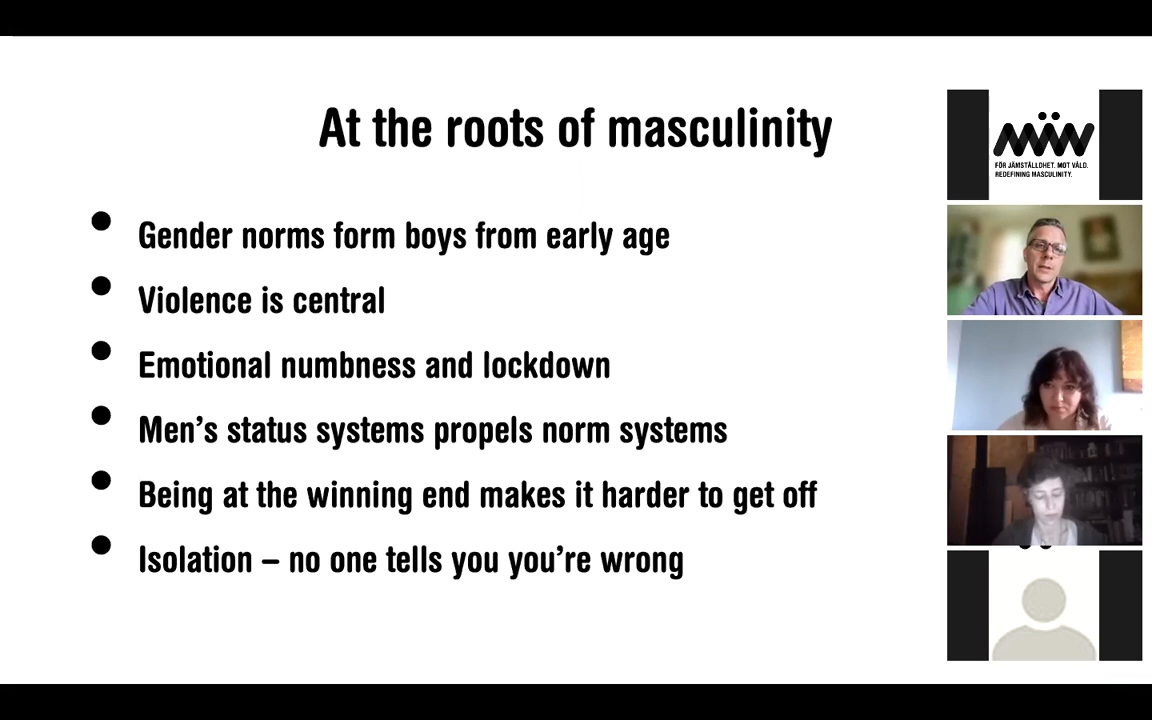 At the roots of masculinity
Gender norms form boys from early age
Violence is central
Emotional numbness and lockdown
Men’s status systems propels norm systems
Being at the winning end makes it harder to get off
Isolation – no one tells you you’re wrong
MÄN
FÖR JÄMSTÄLLDHET. MOT VÅLD.
REDEFINING MASCULINITY.